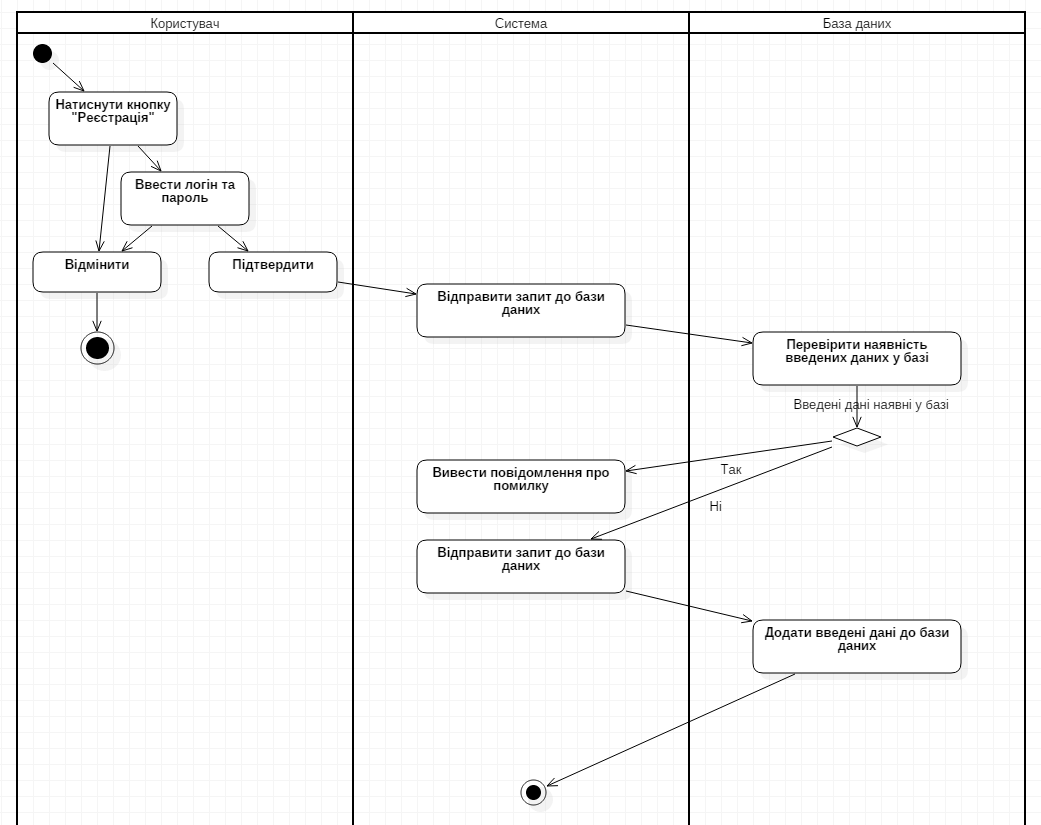 Користувач
Система
База даних
Натиснути кнопку
"Реєстрація"
Ввести логін та
пароль
Відмінити
Підтвердити
Відправити запит до бази
даних
Перевірити наявність
введених даних у базі
Введені дані наявні у базі
Так
Вивести повідомлення про
помилку
Ні
Відправити запит до бази
даних
Додати введені дані до бази
даних